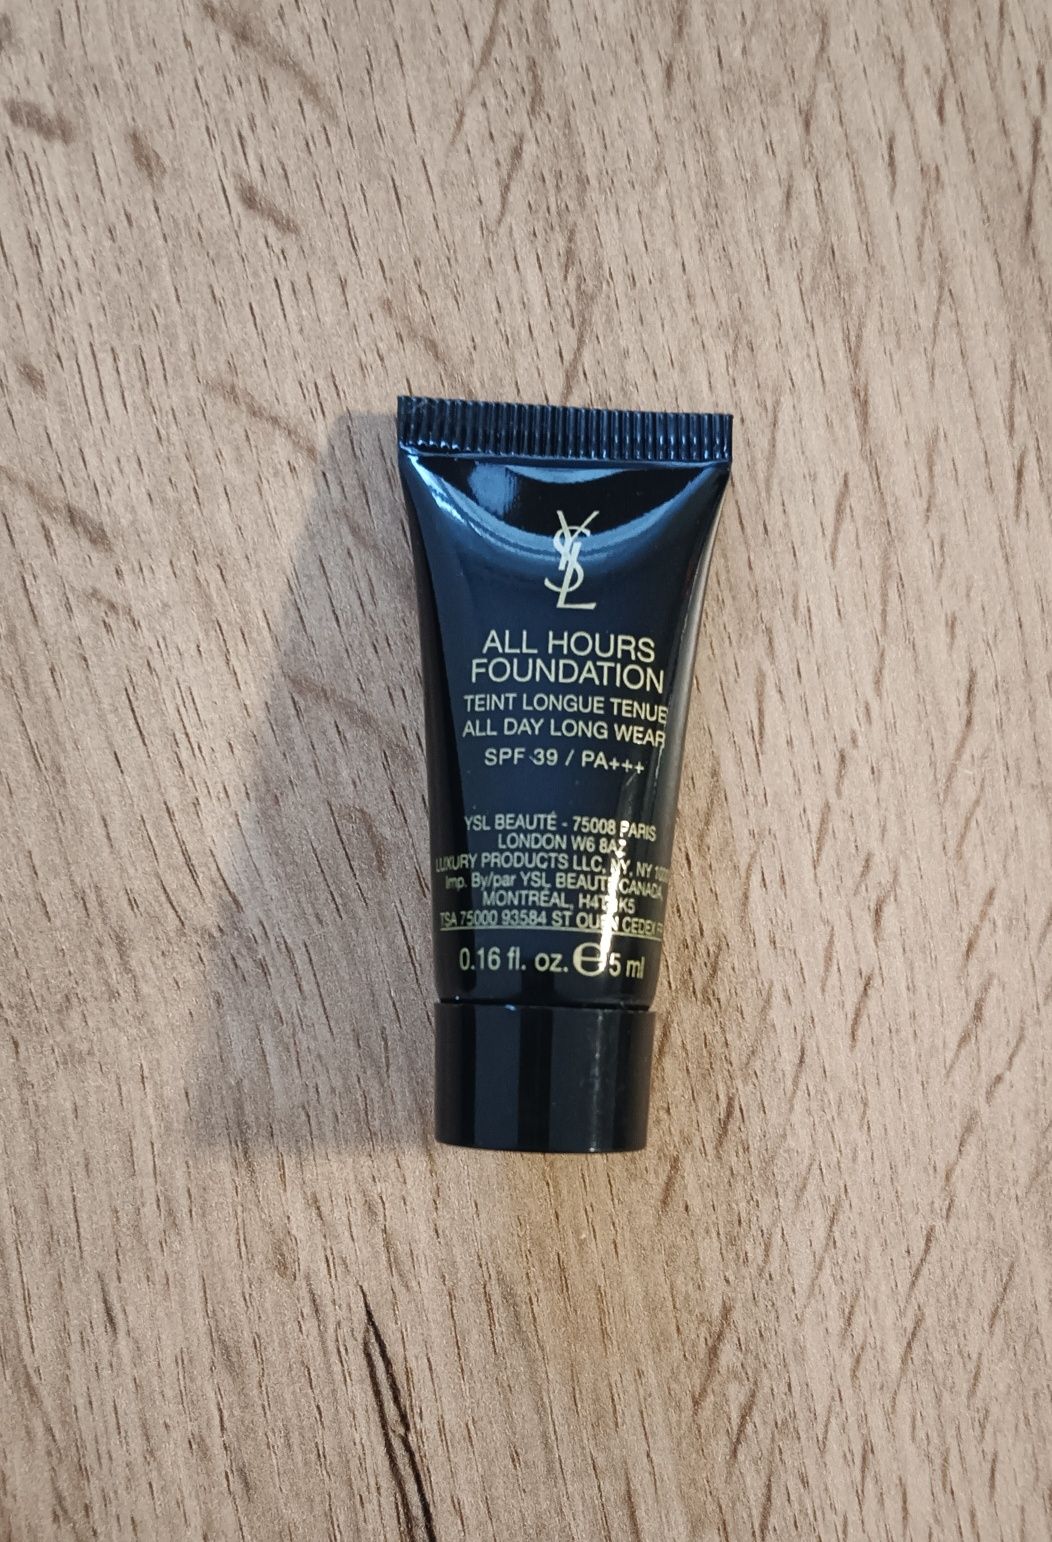 YSL
ALL HOURS
FOUNDATION
TEINT LONGUE TENUE
ALL DAY LONG WEAR
SPF 39 / PA+++
YSL BEAUTÉ - 75008 PARIS
LONDON W6 8AZ
LUXURY PRODUCTS LLC, NY, NY
Imp. By/par YSL BEAUTÉ CANADA,
MONTRÉAL,
TSA 75000 93584 ST OUEN CEDEX
0.16 fl. oz. ℮ 5 ml